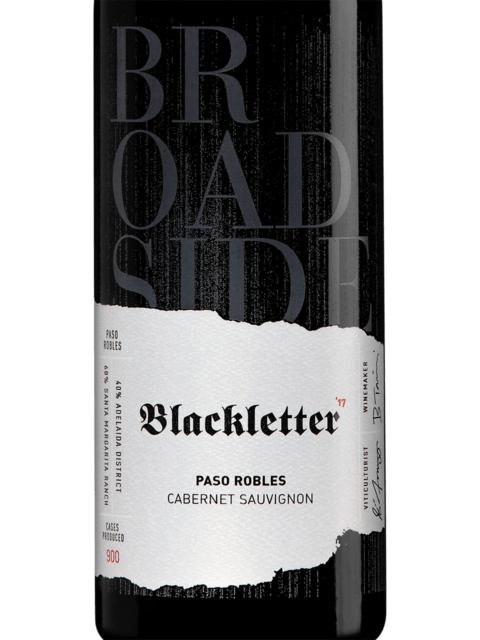 BR
OAD
SIDE
PASO
ROBLES
40% ADELAIDA DISTRICT
60% SANTA MARGARITA RANCH
CASES
PRODUCED
900
Blackletter '17
PASO ROBLES
CABERNET SAUVIGNON
VITICULTURIST
WINEMAKER